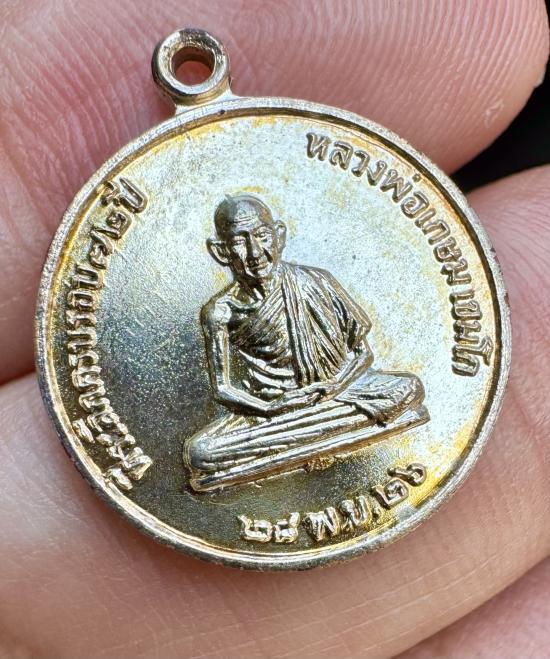 ที่ระลึกครบรอบ๗๒ปี
หลวงพ่อเกษม เขมโก
๒๘ พ.ย.๒๖